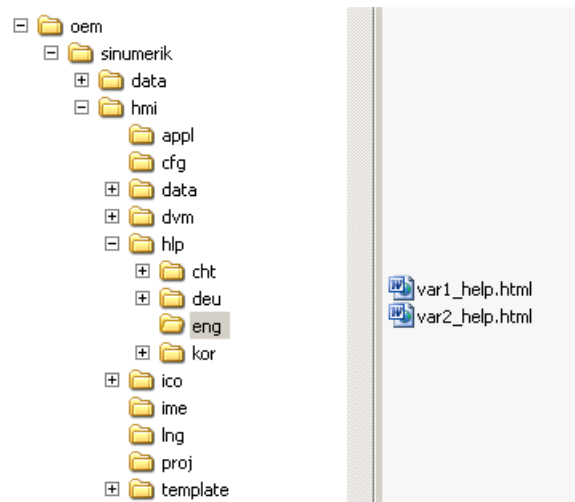 oem
sinumerik
data
hmi
appl
cfg
data
dvm
hlp
cht
deu
eng
kor
ico
ime
lng
proj
template
var1_help.html
var2_help.html